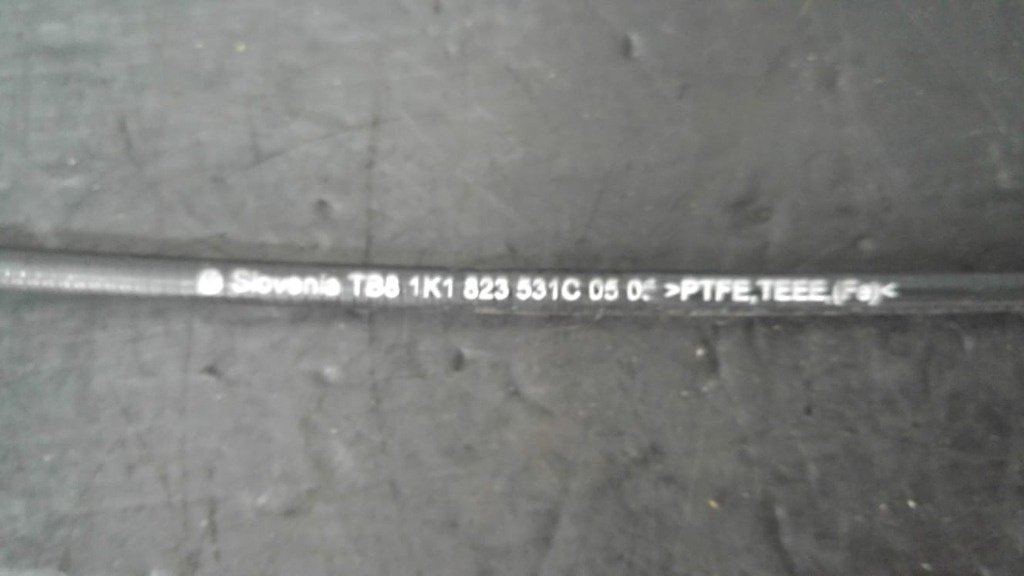 Slovenia TB8 1K1 823 531C 05 >PTFE,TEEE,(Fe)<